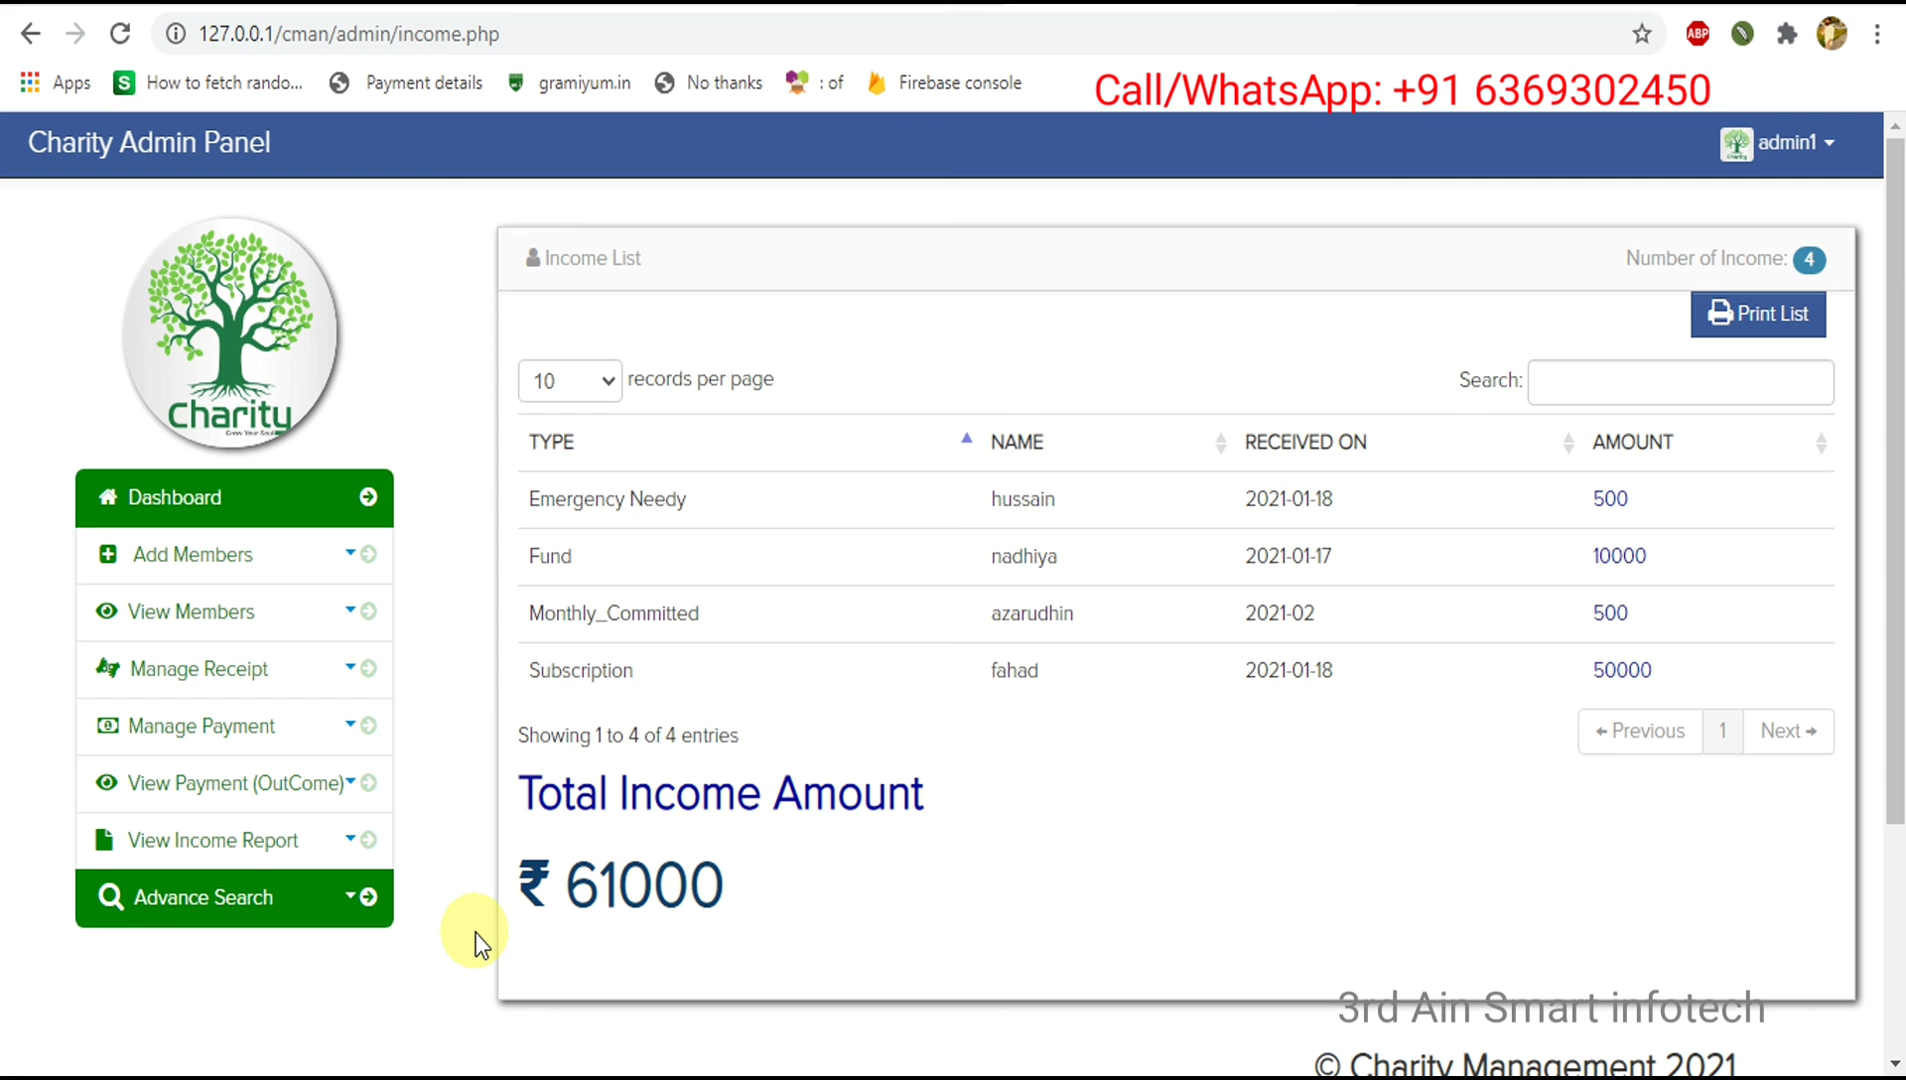 127.0.0.1/cman/admin/income.php
ABP
Apps
S
How to fetch rando...
Payment details
gramiyum.in
No thanks
: of
Firebase console
Call/WhatsApp: +91 6369302450
Charity Admin Panel
admin1
Charity
Income List
Number of Income: 4
Print List
10 records per page
Search:
TYPE NAME RECEIVED ON AMOUNT
Emergency Needy hussain 2021-01-18 500
Fund nadhiya 2021-01-17 10000
Monthly_Committed azarudhin 2021-02 500
Subscription fahad 2021-01-18 50000
Showing 1 to 4 of 4 entries
← Previous 1 Next →
Total Income Amount
₹ 61000
Dashboard
Add Members
View Members
Manage Receipt
Manage Payment
View Payment (OutCome)
View Income Report
Advance Search
3rd Ain Smart infotech
© Charity Management 2021